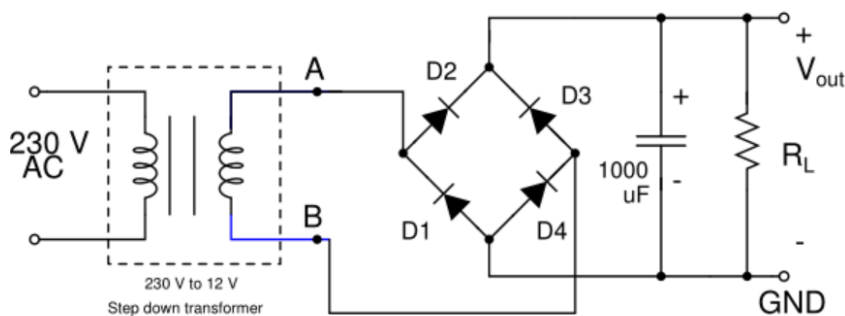 A
D2
D3
+
V out
+
230 V
AC
1000
uF
R L
-
B
D1
D4
-
230 V to 12 V
Step down transformer
GND